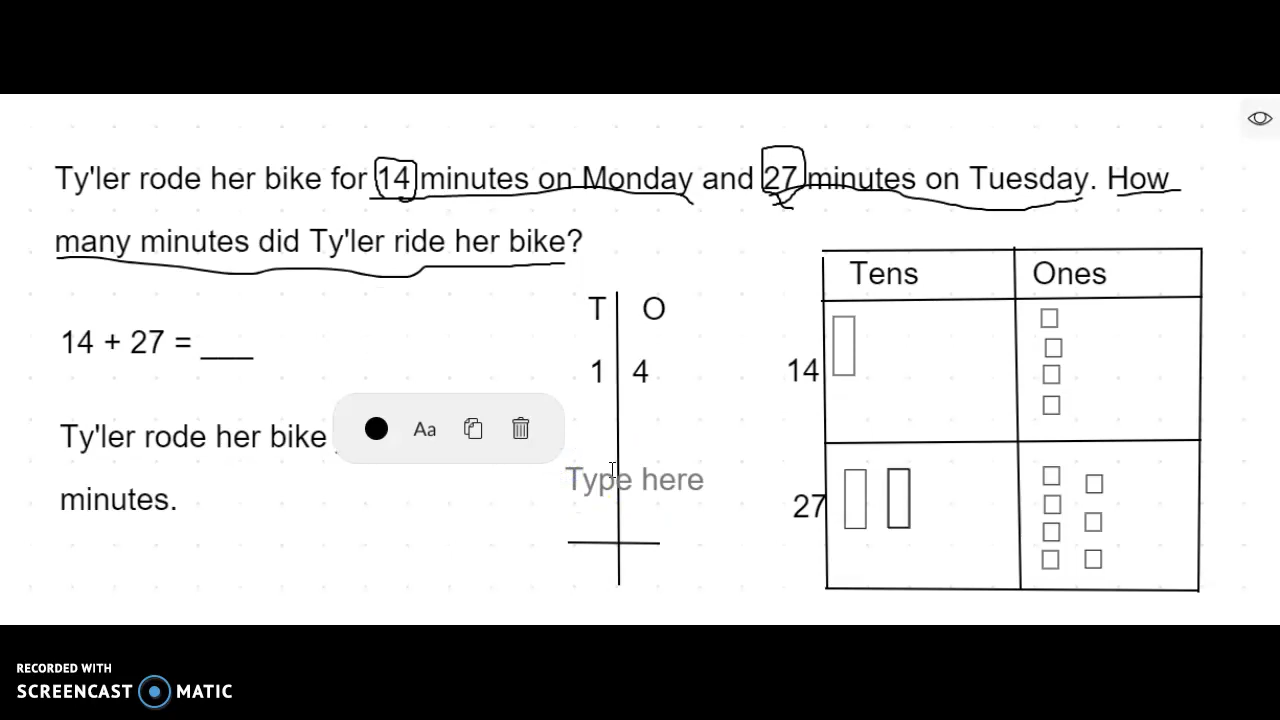 Ty'ler rode her bike for 14 minutes on Monday and 27 minutes on Tuesday. How
many minutes did Ty'ler ride her bike?
14 + 27 = ___
Ty'ler rode her bike
minutes.
Aa
T O
1 4
Type here
Tens Ones
14
27
RECORDED WITH
SCREENCAST MATIC